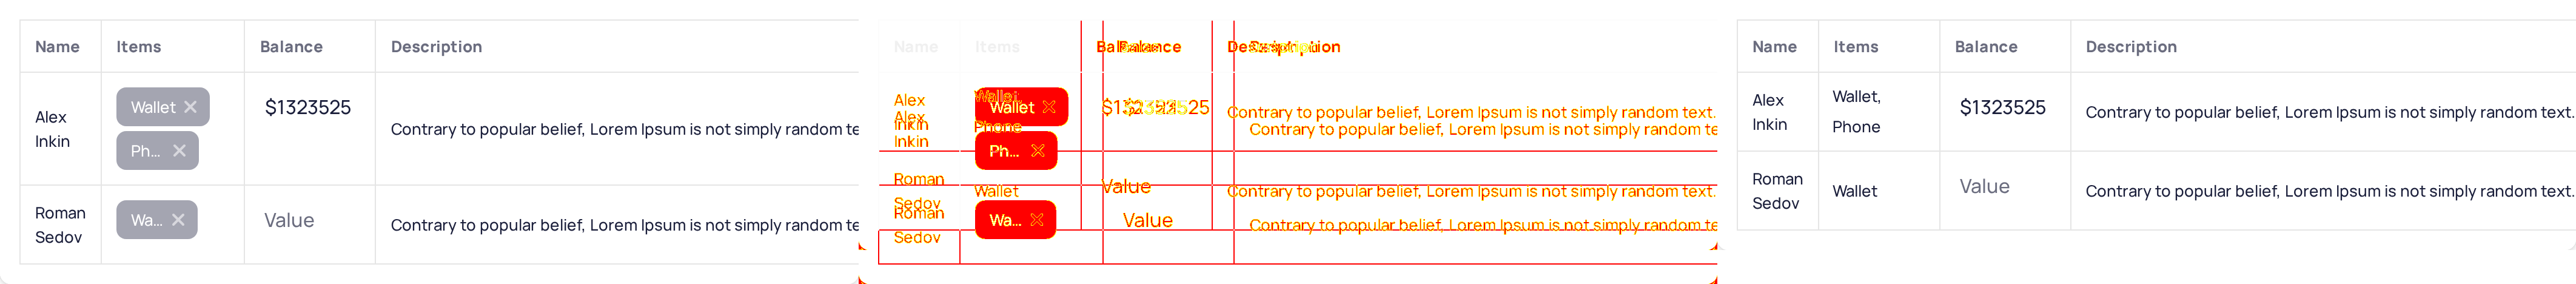 Name Items Balance Description
Alex
Inkin
Wallet
Ph...
$1323525
Contrary to popular belief, Lorem Ipsum is not simply random te
Roman
Sedov
Wa...
Value
Contrary to popular belief, Lorem Ipsum is not simply random te
Name Items Balance Balance Description Description
Alex
Alex
Inkin
Inkin
Wallet
Wallet
Phone
Ph...
$1323525
Contrary to popular belief, Lorem Ipsum is not simply random text.
Contrary to popular belief, Lorem Ipsum is not simply random te
Roman
Sedov
Roman
Sedov
Wallet
Wa...
Value
Value
Contrary to popular belief, Lorem Ipsum is not simply random text.
Contrary to popular belief, Lorem Ipsum is not simply random te
Name Items Balance Description
Alex
Inkin
Wallet,
Phone
$1323525
Contrary to popular belief, Lorem Ipsum is not simply random text.
Roman
Sedov
Wallet
Value
Contrary to popular belief, Lorem Ipsum is not simply random text.